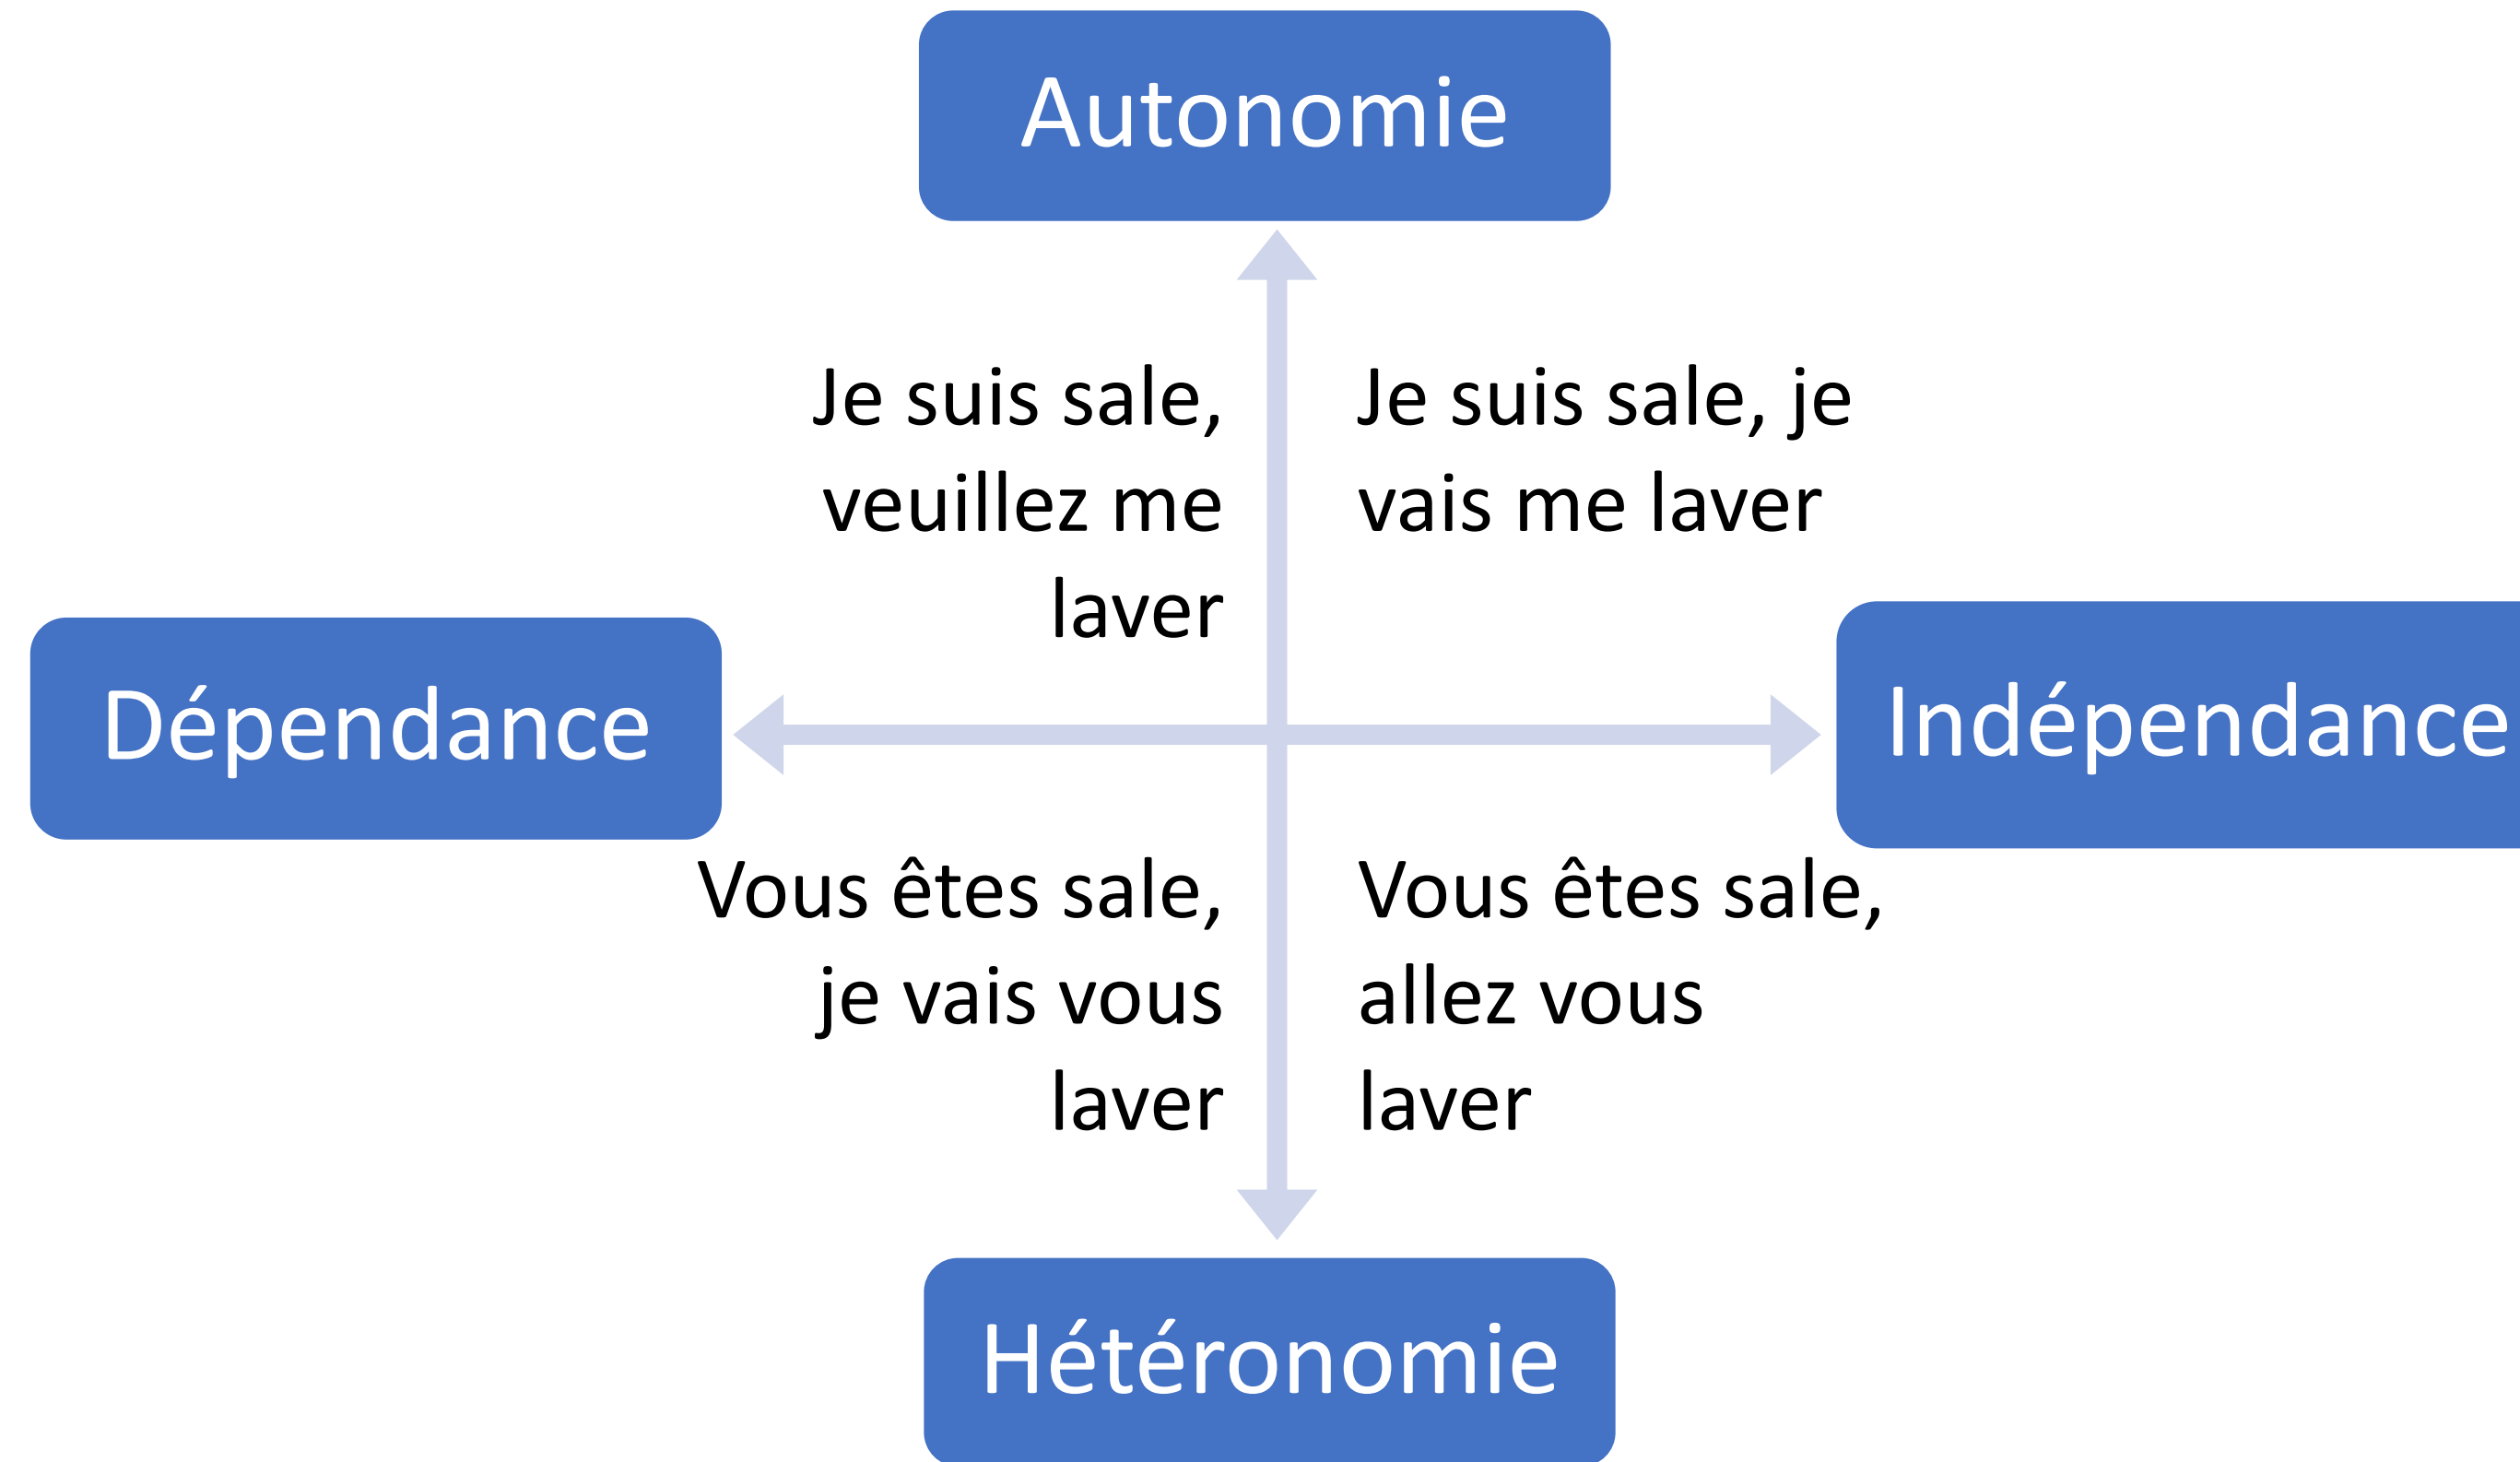 Autonomie
Je suis sale,
veuillez me
laver
Je suis sale, je
vais me laver
Dépendance
Indépendance
Vous êtes sale,
je vais vous
laver
Vous êtes sale,
allez vous
laver
Hétéronomie